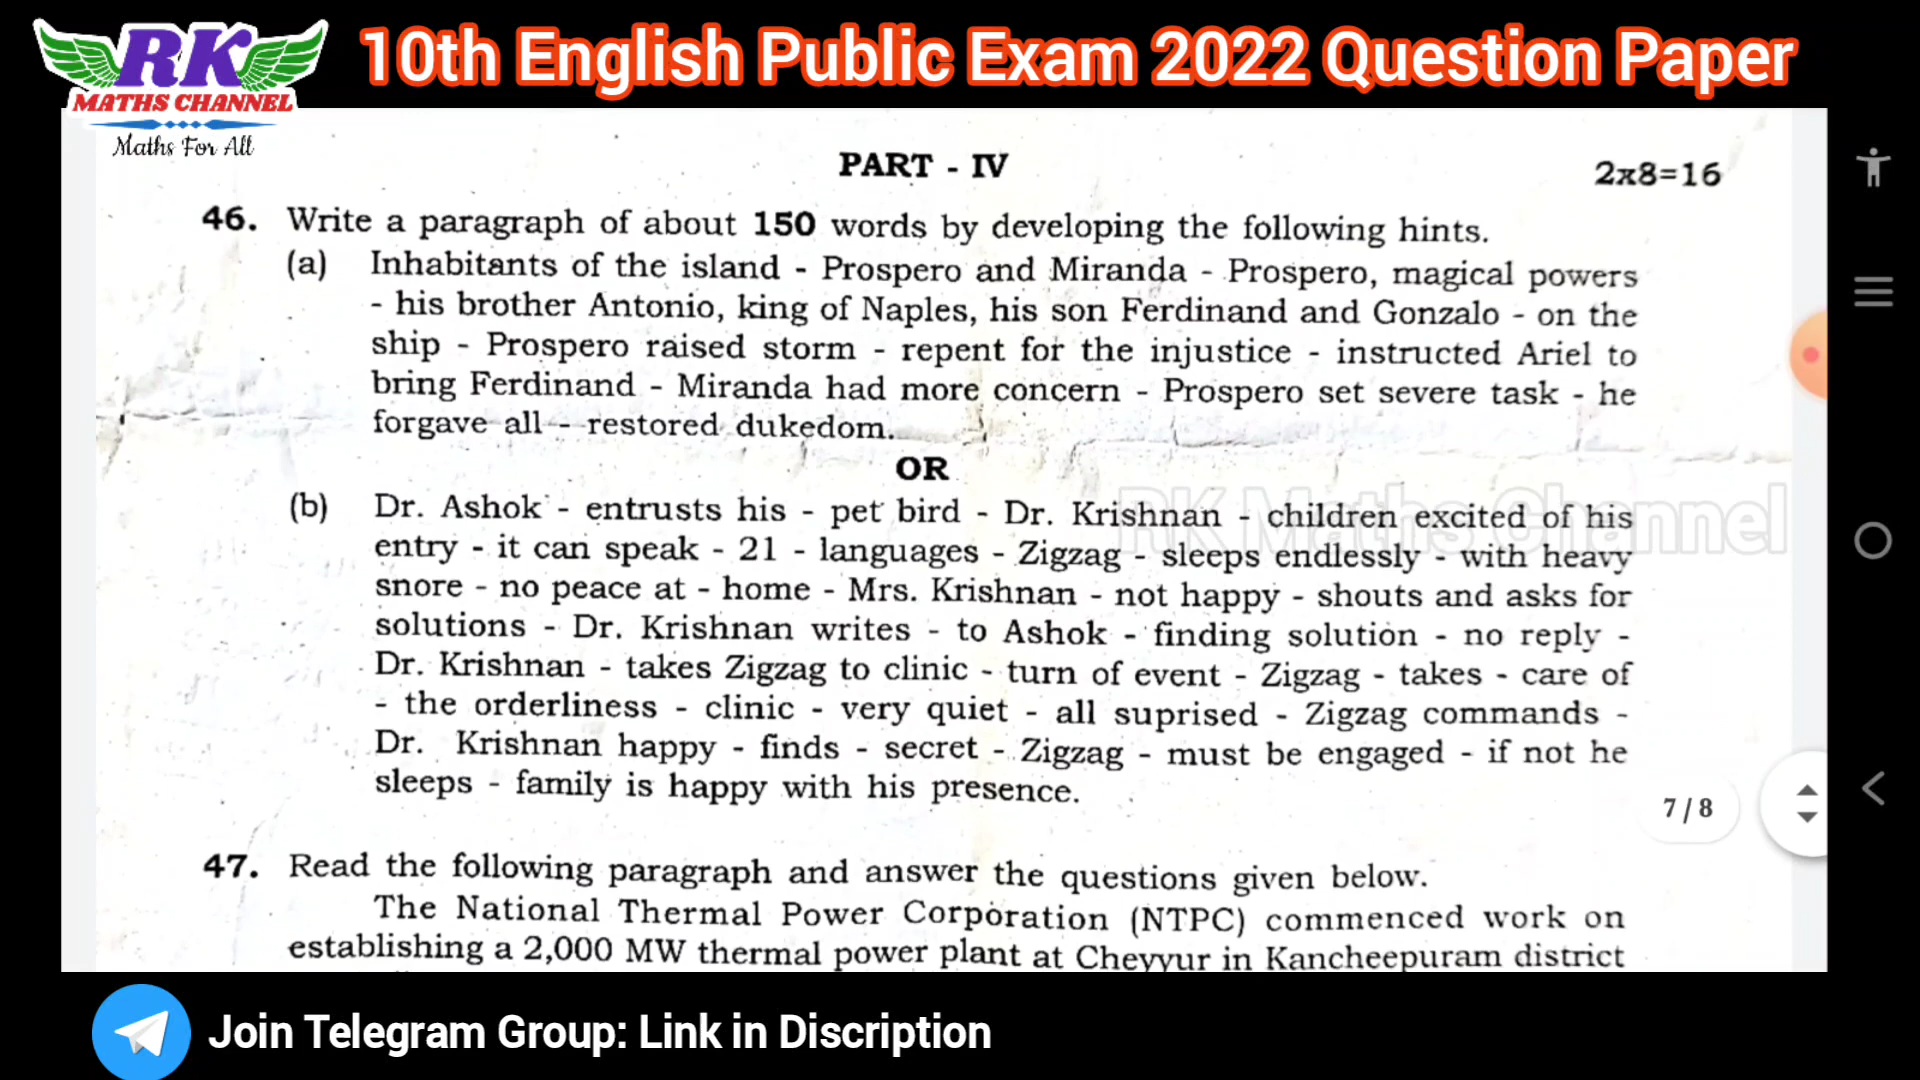 RK
MATHS CHANNEL
Maths For All
10th English Public Exam 2022 Question Paper
PART - IV
2x8=16
46. Write a paragraph of about 150 words by developing the following hints.
(a) Inhabitants of the island - Prospero and Miranda - Prospero, magical powers
- his brother Antonio, king of Naples, his son Ferdinand and Gonzalo - on the
ship - Prospero raised storm - repent for the injustice - instructed Ariel to
bring Ferdinand - Miranda had more concern - Prospero set severe task - he
forgave all - restored dukedom.
OR
RK Maths Channel
(b) Dr. Ashok - entrusts his - pet bird - Dr. Krishnan - children excited of his
entry - it can speak - 21 - languages - Zigzag - sleeps endlessly - with heavy
snore - no peace at - home - Mrs. Krishnan - not happy - shouts and asks for
solutions - Dr. Krishnan writes - to Ashok - finding solution - no reply -
Dr. Krishnan - takes Zigzag to clinic - turn of event - Zigzag - takes - care of
- the orderliness - clinic - very quiet - all suprised - Zigzag commands -
Dr. Krishnan happy - finds - secret - Zigzag - must be engaged - if not he
sleeps - family is happy with his presence.
7 / 8
47. Read the following paragraph and answer the questions given below.
The National Thermal Power Corporation (NTPC) commenced work on
establishing a 2,000 MW thermal power plant at Cheyyur in Kancheepuram district
Join Telegram Group: Link in Discription